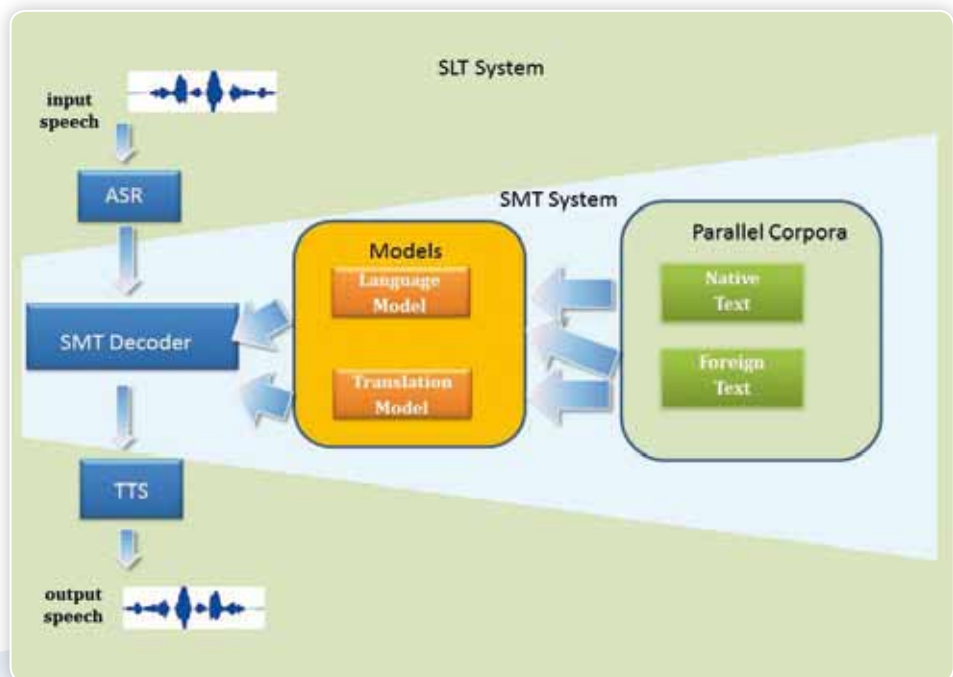 SLT System
input
speech
ASR
SMT System
Models
Parallel Corpora
Language
Model
Native
Text
SMT Decoder
Translation
Model
Foreign
Text
TTS
output
speech